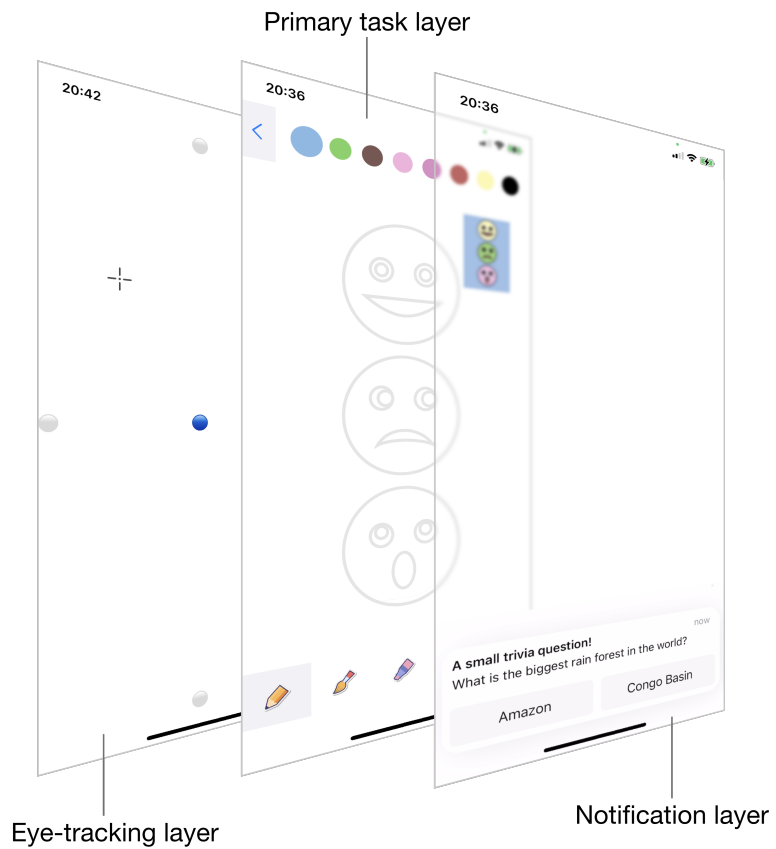 Primary task layer
20:42
20:36
20:36
now
A small trivia question!
What is the biggest rain forest in the world?
Amazon
Congo Basin
Notification layer
Eye-tracking layer